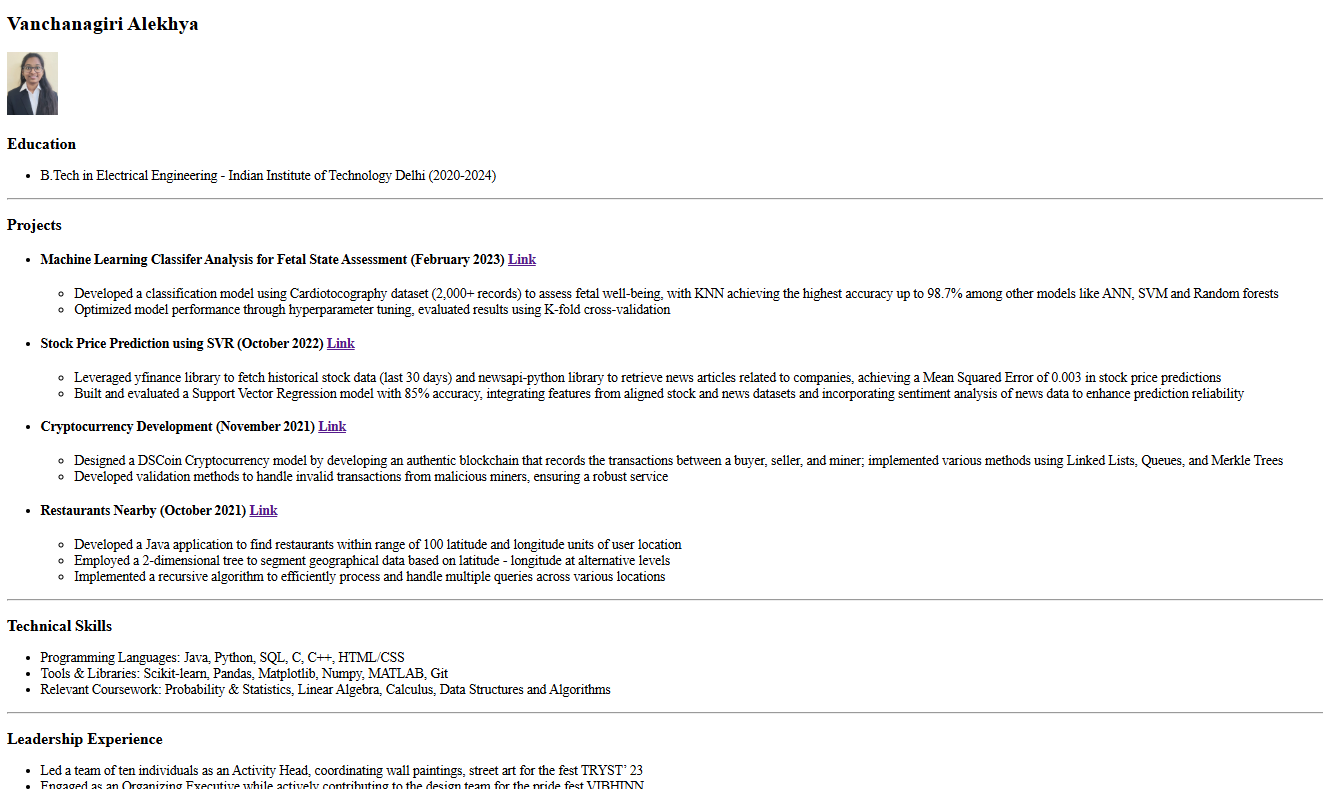 Vanchanagiri Alekhya
Education
B.Tech in Electrical Engineering - Indian Institute of Technology Delhi (2020-2024)
Projects
Machine Learning Classifer Analysis for Fetal State Assessment (February 2023) Link
Developed a classification model using Cardiotocography dataset (2,000+ records) to assess fetal well-being, with KNN achieving the highest accuracy up to 98.7% among other models like ANN, SVM and Random forests
Optimized model performance through hyperparameter tuning, evaluated results using K-fold cross-validation
Stock Price Prediction using SVR (October 2022) Link
Leveraged yfinance library to fetch historical stock data (last 30 days) and newsapi-python library to retrieve news articles related to companies, achieving a Mean Squared Error of 0.003 in stock price predictions
Built and evaluated a Support Vector Regression model with 85% accuracy, integrating features from aligned stock and news datasets and incorporating sentiment analysis of news data to enhance prediction reliability
Cryptocurrency Development (November 2021) Link
Designed a DSCoin Cryptocurrency model by developing an authentic blockchain that records the transactions between a buyer, seller, and miner; implemented various methods using Linked Lists, Queues, and Merkle Trees
Developed validation methods to handle invalid transactions from malicious miners, ensuring a robust service
Restaurants Nearby (October 2021) Link
Developed a Java application to find restaurants within range of 100 latitude and longitude units of user location
Employed a 2-dimensional tree to segment geographical data based on latitude - longitude at alternative levels
Implemented a recursive algorithm to efficiently process and handle multiple queries across various locations
Technical Skills
Programming Languages: Java, Python, SQL, C, C++, HTML/CSS
Tools & Libraries: Scikit-learn, Pandas, Matplotlib, Numpy, MATLAB, Git
Relevant Coursework: Probability & Statistics, Linear Algebra, Calculus, Data Structures and Algorithms
Leadership Experience
Led a team of ten individuals as an Activity Head, coordinating wall paintings, street art for the fest TRYST’ 23
Engaged as an Organizing Executive while actively contributing to the design team for the pride fest VIBHINN